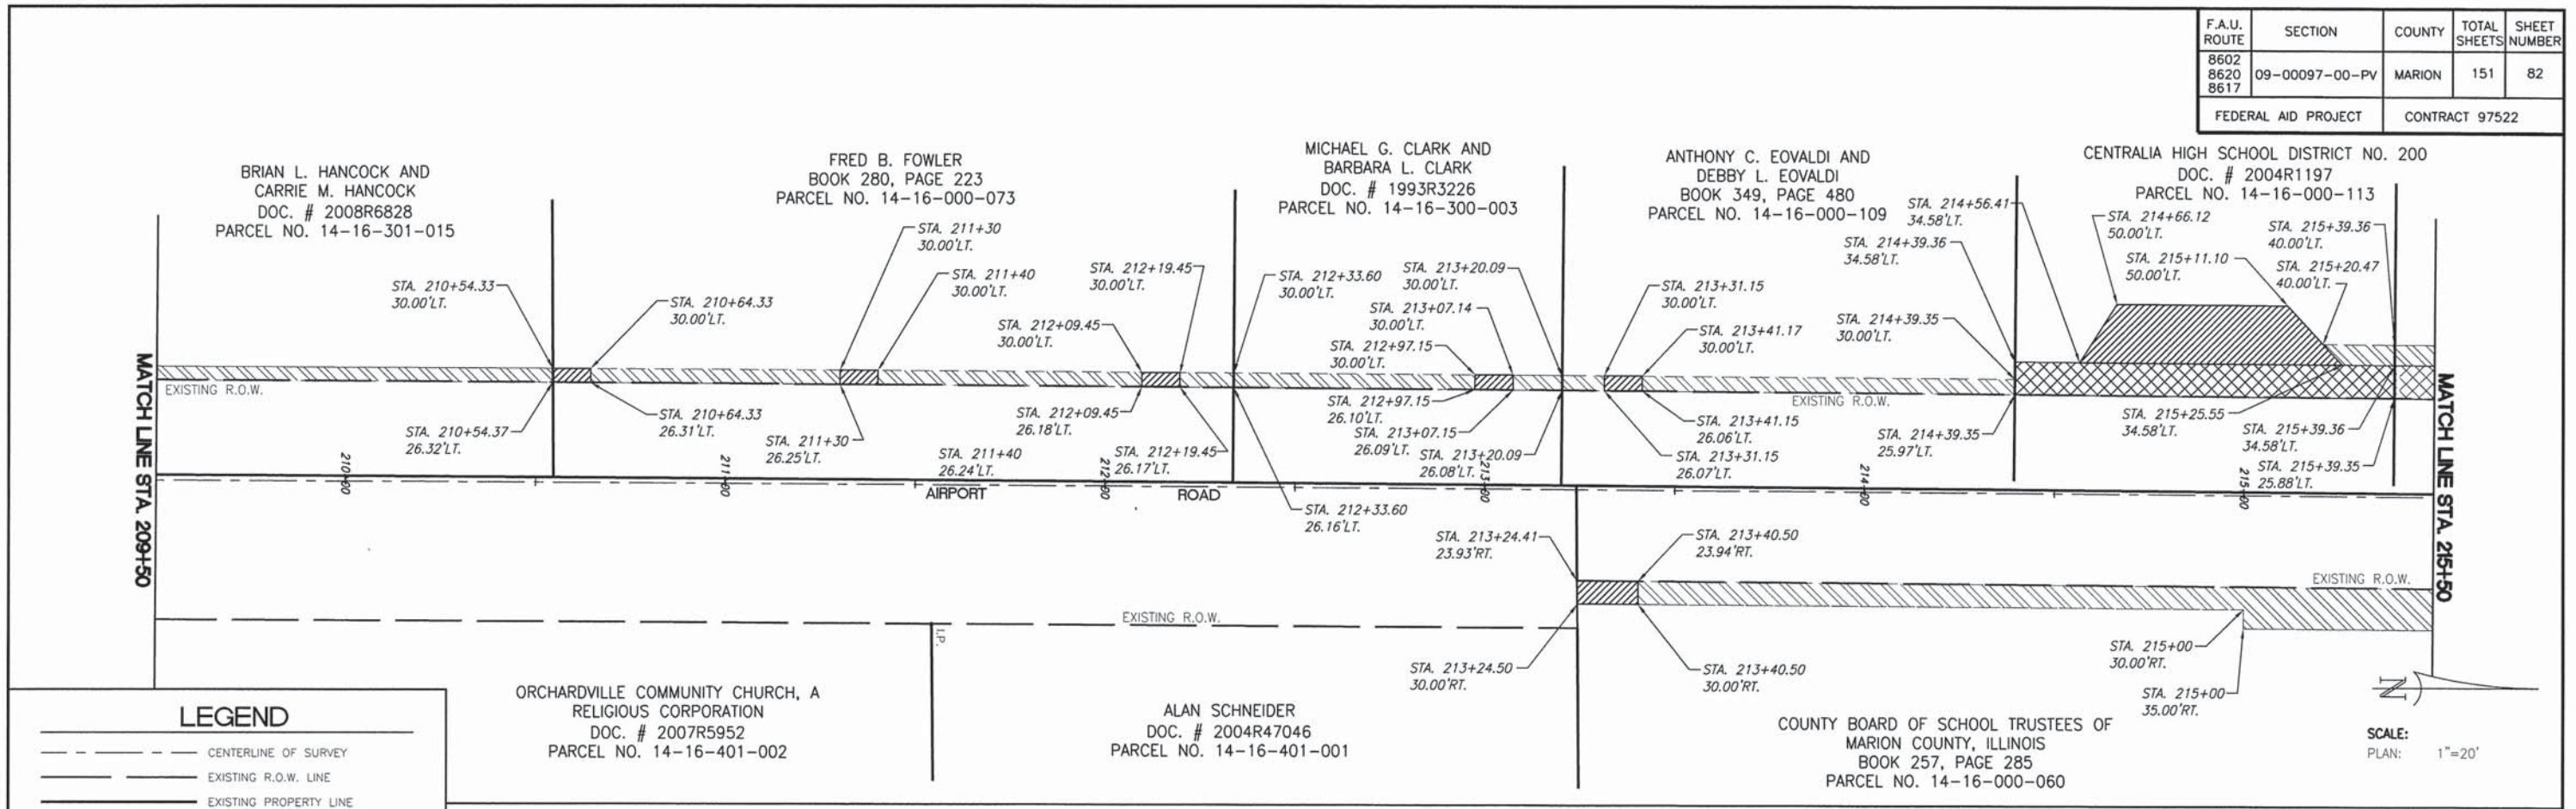 F.A.U. ROUTE
SECTION
COUNTY
TOTAL SHEETS
SHEET NUMBER
8602
8620
8617
09-00097-00-PV
MARION
151
82
FEDERAL AID PROJECT
CONTRACT 97522
BRIAN L. HANCOCK AND
CARRIE M. HANCOCK
DOC. # 2008R6828
PARCEL NO. 14-16-301-015
FRED B. FOWLER
BOOK 280, PAGE 223
PARCEL NO. 14-16-000-073
MICHAEL G. CLARK AND
BARBARA L. CLARK
DOC. # 1993R3226
PARCEL NO. 14-16-300-003
ANTHONY C. EOVALDI AND
DEBBY L. EOVALDI
BOOK 349, PAGE 480
PARCEL NO. 14-16-000-109
CENTRALIA HIGH SCHOOL DISTRICT NO. 200
DOC. # 2004R1197
PARCEL NO. 14-16-000-113
STA. 210+54.33
30.00'LT.
STA. 210+64.33
30.00'LT.
STA. 211+30
30.00'LT.
STA. 211+40
30.00'LT.
STA. 212+09.45
30.00'LT.
STA. 212+19.45
30.00'LT.
STA. 212+33.60
30.00'LT.
STA. 212+97.15
30.00'LT.
STA. 213+07.14
30.00'LT.
STA. 213+20.09
30.00'LT.
STA. 213+31.15
30.00'LT.
STA. 213+41.17
30.00'LT.
STA. 214+39.35
30.00'LT.
STA. 214+39.36
34.58'LT.
STA. 214+56.41
34.58'LT.
STA. 214+66.12
50.00'LT.
STA. 215+11.10
50.00'LT.
STA. 215+20.47
40.00'LT.
STA. 215+39.36
40.00'LT.
MATCH LINE STA. 209+50
EXISTING R.O.W.
EXISTING R.O.W.
MATCH LINE STA. 215+50
STA. 210+54.37
26.32'LT.
STA. 210+64.33
26.31'LT.
STA. 211+30
26.25'LT.
STA. 211+40
26.24'LT.
STA. 212+09.45
26.18'LT.
STA. 212+19.45
26.17'LT.
STA. 212+33.60
26.16'LT.
STA. 212+97.15
26.10'LT.
STA. 213+07.15
26.09'LT.
STA. 213+20.09
26.08'LT.
STA. 213+41.15
26.06'LT.
STA. 213+31.15
26.07'LT.
STA. 214+39.35
25.97'LT.
STA. 215+25.55
34.58'LT.
STA. 215+39.36
34.58'LT.
STA. 215+39.35
25.88'LT.
210+00
211+00
212+00
213+00
214+00
215+00
AIRPORT ROAD
STA. 213+24.41
23.93'RT.
STA. 213+40.50
23.94'RT.
EXISTING R.O.W.
EXISTING R.O.W.
I.P.
STA. 213+24.50
30.00'RT.
STA. 213+40.50
30.00'RT.
STA. 215+00
30.00'RT.
STA. 215+00
35.00'RT.
ORCHARDVILLE COMMUNITY CHURCH, A
RELIGIOUS CORPORATION
DOC. # 2007R5952
PARCEL NO. 14-16-401-002
ALAN SCHNEIDER
DOC. # 2004R47046
PARCEL NO. 14-16-401-001
COUNTY BOARD OF SCHOOL TRUSTEES OF
MARION COUNTY, ILLINOIS
BOOK 257, PAGE 285
PARCEL NO. 14-16-000-060
N
SCALE:
PLAN: 1"=20'
LEGEND
CENTERLINE OF SURVEY
EXISTING R.O.W. LINE
EXISTING PROPERTY LINE